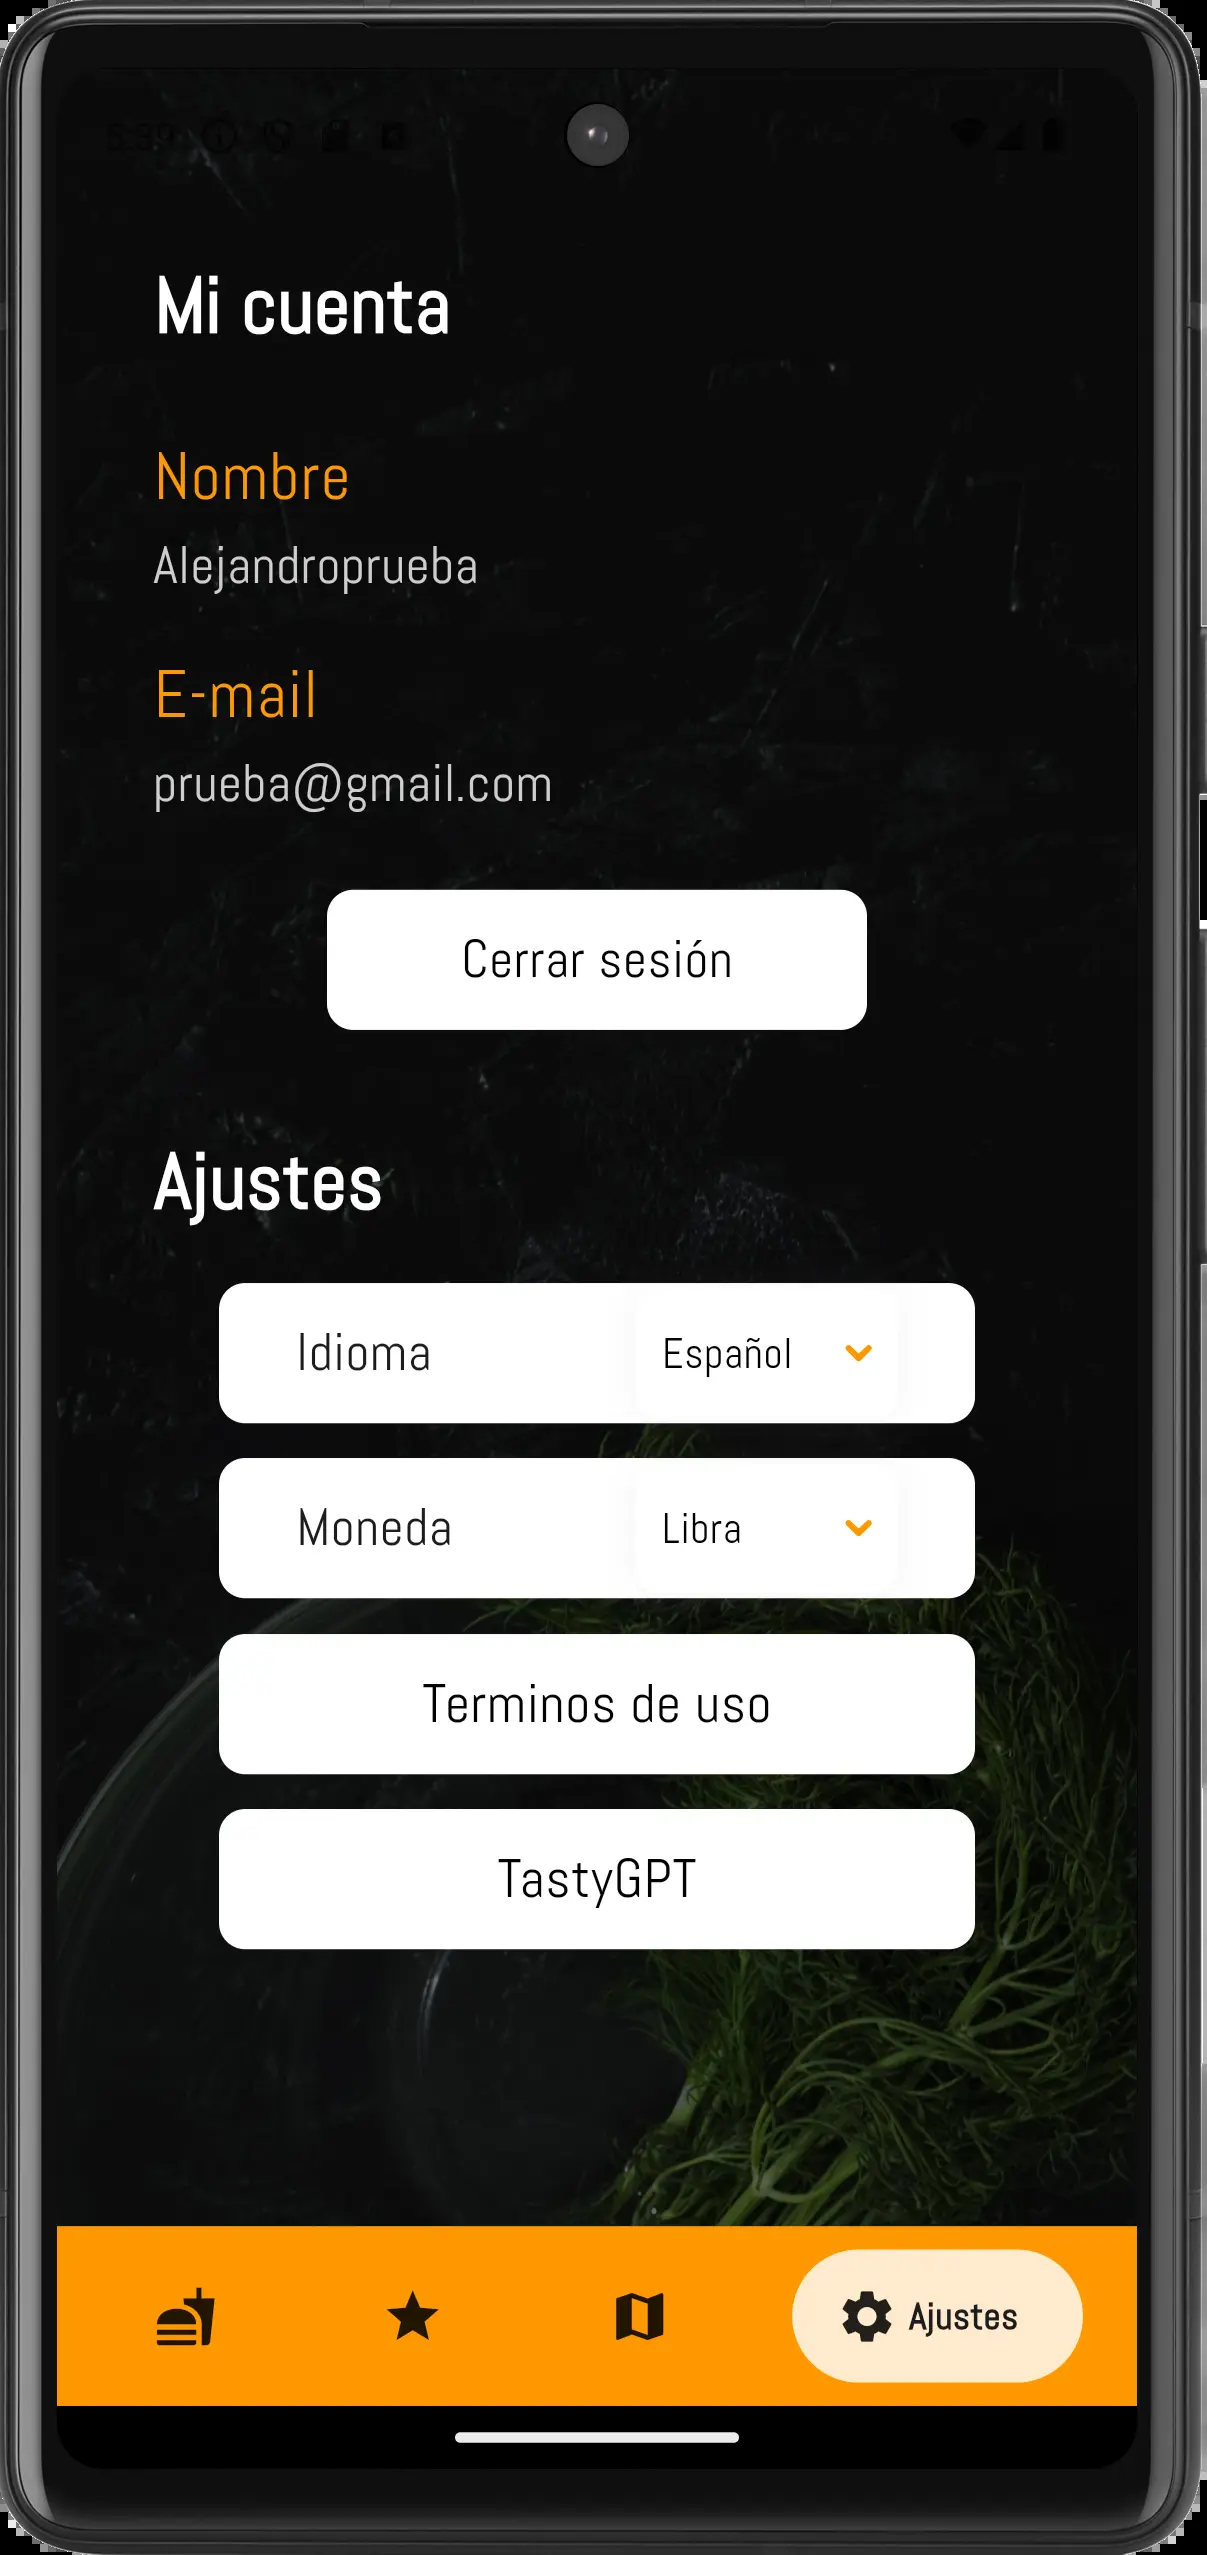 Mi cuenta
Nombre
Alejandroprueba
E-mail
prueba@gmail.com
Cerrar sesión
Ajustes
Idioma Español
Moneda Libra
Terminos de uso
TastyGPT
Ajustes